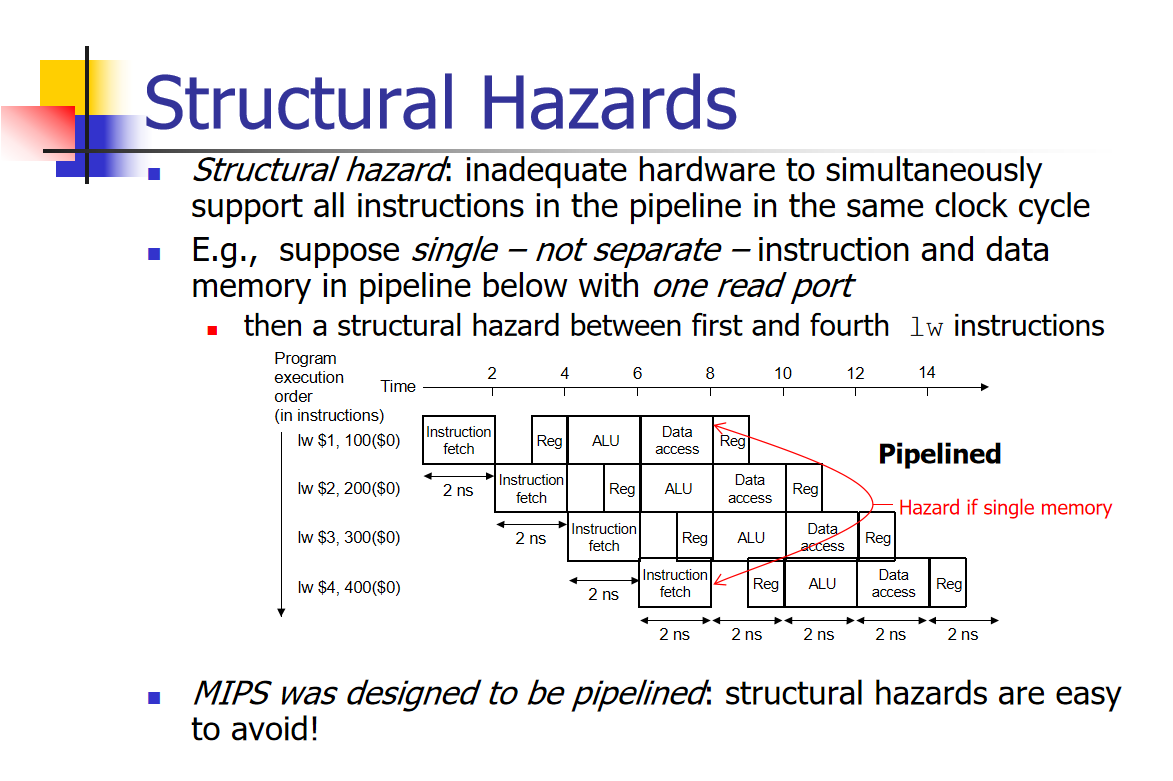 Structural Hazards
Structural hazard: inadequate hardware to simultaneously
support all instructions in the pipeline in the same clock cycle
E.g., suppose single – not separate – instruction and data
memory in pipeline below with one read port
then a structural hazard between first and fourth lw instructions
Program
execution
order
(in instructions)
Time
2 4 6 8 10 12 14
lw $1, 100($0)
Instruction
fetch
Reg
ALU
Data
access
Reg
Pipelined
lw $2, 200($0)
2 ns
Instruction
fetch
Reg
ALU
Data
access
Reg
Hazard if single memory
lw $3, 300($0)
2 ns
Instruction
fetch
Reg
ALU
Data
access
Reg
lw $4, 400($0)
2 ns
Instruction
fetch
Reg
ALU
Data
access
Reg
2 ns 2 ns 2 ns 2 ns 2 ns
MIPS was designed to be pipelined: structural hazards are easy
to avoid!